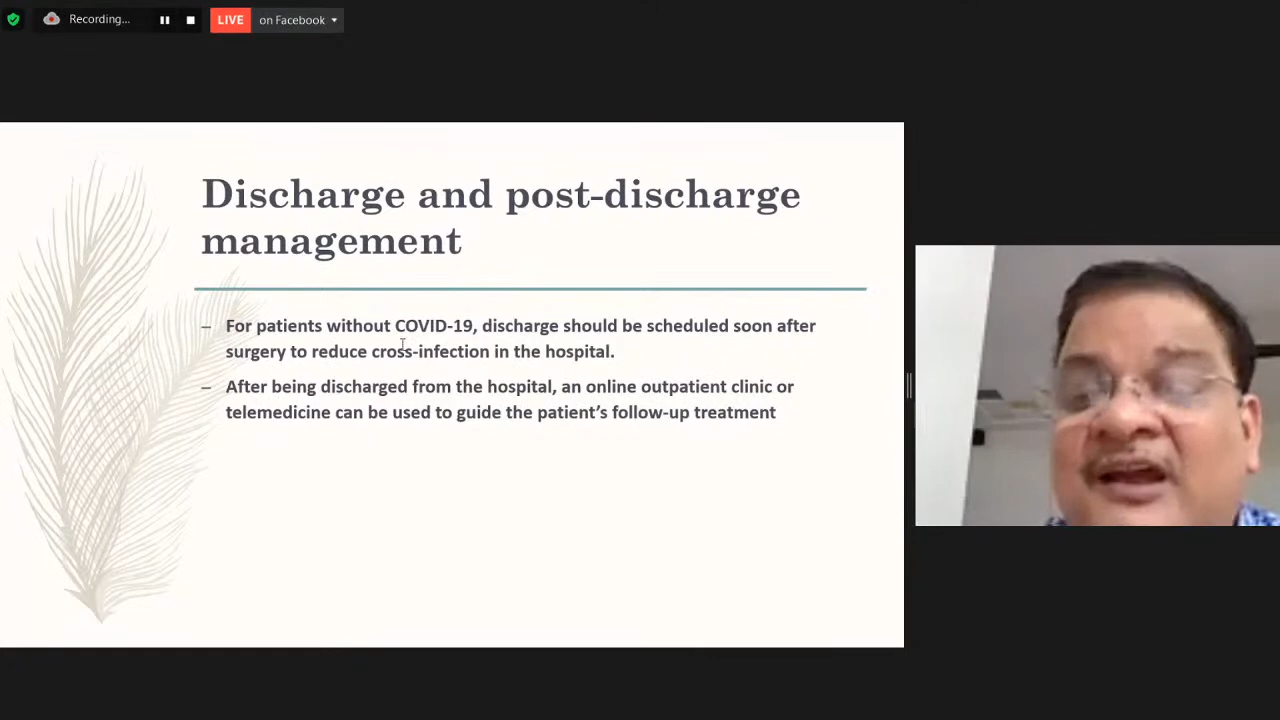 Recording...
LIVE on Facebook
Discharge and post-discharge
management
– For patients without COVID-19, discharge should be scheduled soon after
surgery to reduce cross-infection in the hospital.
– After being discharged from the hospital, an online outpatient clinic or
telemedicine can be used to guide the patient’s follow-up treatment